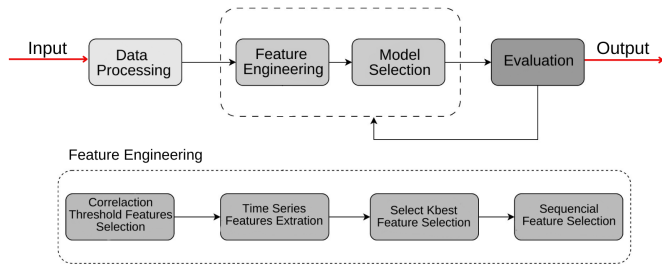 Input
Data
Processing
Feature
Engineering
Model
Selection
Evaluation
Output
Feature Engineering
Correlaction
Threshold Features
Selection
Time Series
Features Extration
Select Kbest
Feature Selection
Sequencial
Feature Selection